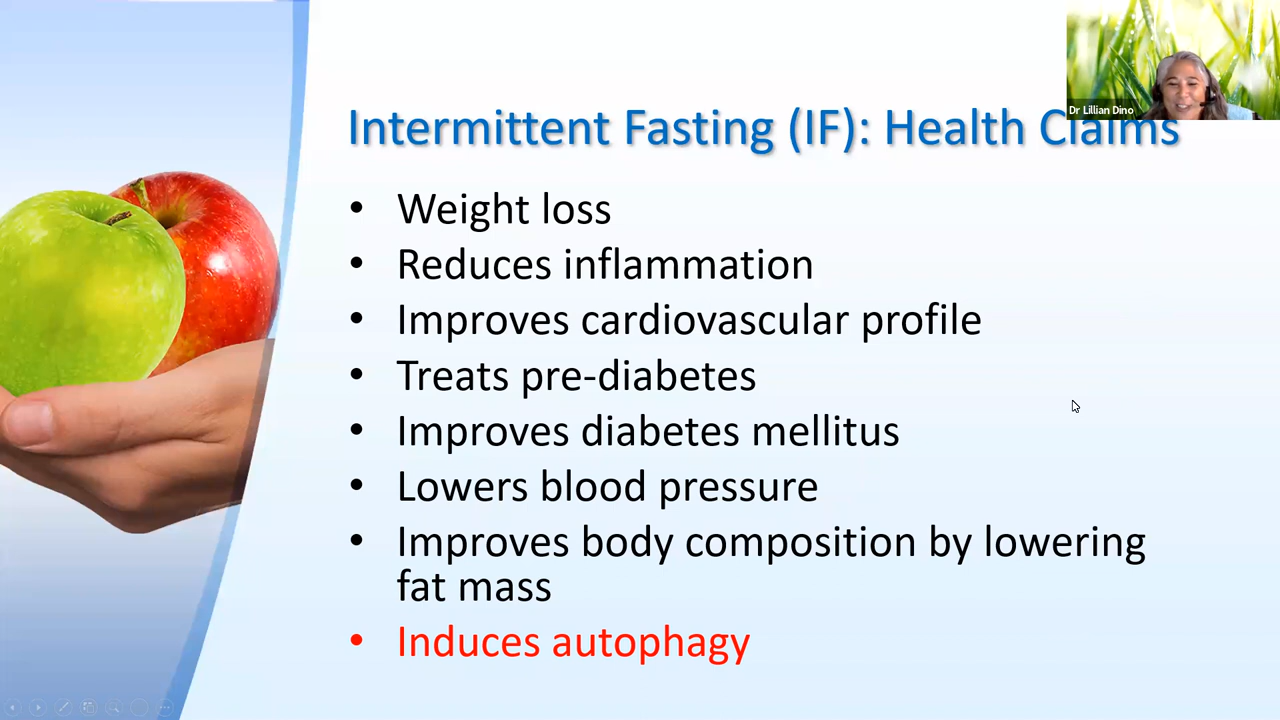 Dr Lillian Dino
Intermittent Fasting (IF): Health Claims
• Weight loss
• Reduces inflammation
• Improves cardiovascular profile
• Treats pre-diabetes
• Improves diabetes mellitus
• Lowers blood pressure
• Improves body composition by lowering
fat mass
• Induces autophagy